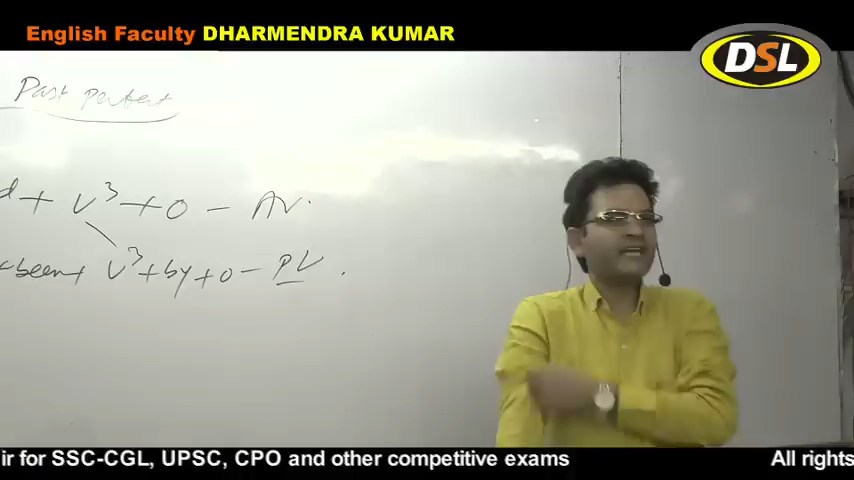 English Faculty DHARMENDRA KUMAR
DSL
Past perfect
d + V³ + O - AV.
+been+ V³ + by + O - PV.
ir for SSC-CGL, UPSC, CPO and other competitive exams
All rights